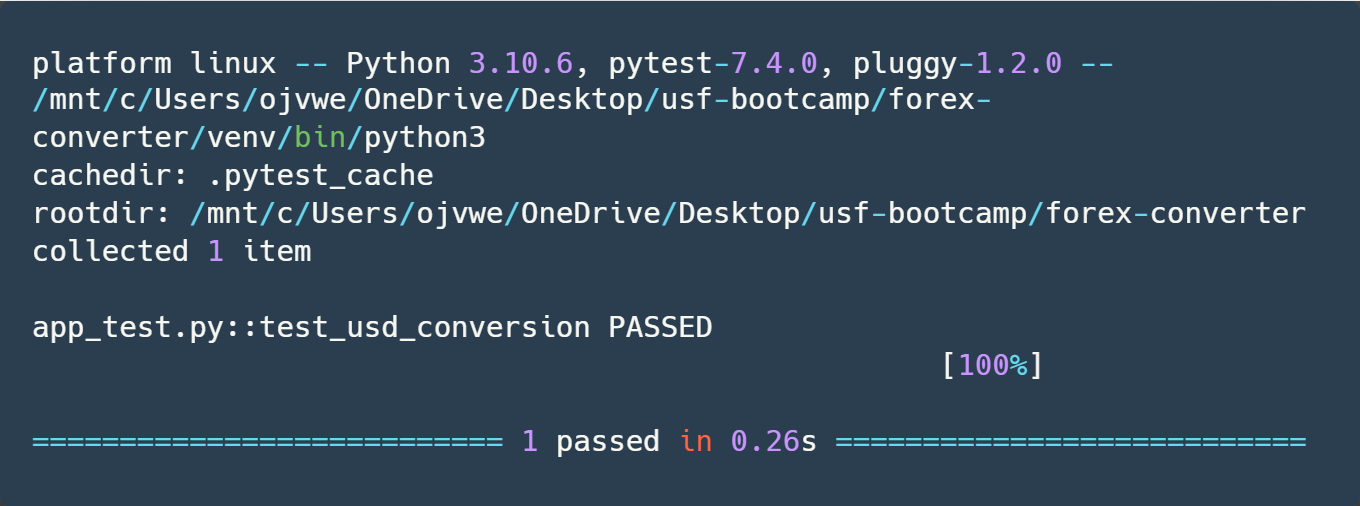 platform linux -- Python 3.10.6, pytest-7.4.0, pluggy-1.2.0 --
/mnt/c/Users/ojvwe/OneDrive/Desktop/usf-bootcamp/forex-
converter/venv/bin/python3
cachedir: .pytest_cache
rootdir: /mnt/c/Users/ojvwe/OneDrive/Desktop/usf-bootcamp/forex-converter
collected 1 item
app_test.py::test_usd_conversion PASSED
[100%]
=========================== 1 passed in 0.26s ===========================